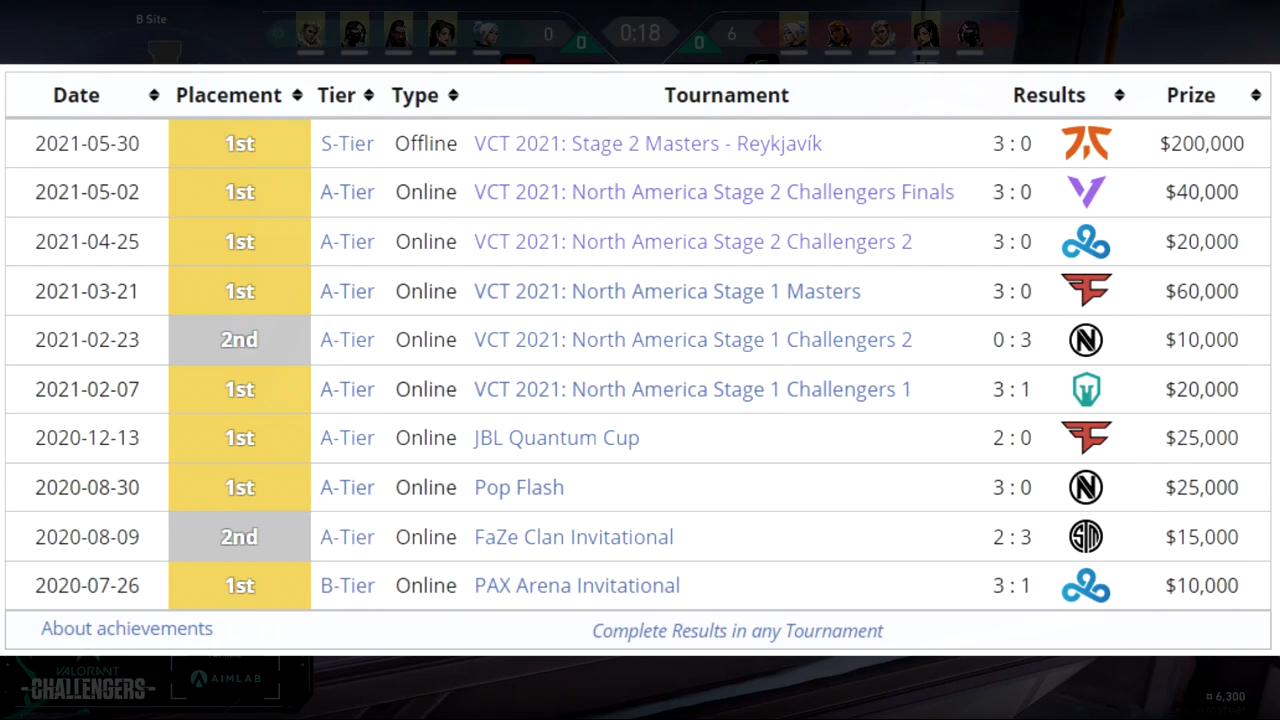 B Site
0 0 0:18 0 6
Date Placement Tier Type Tournament Results Prize
2021-05-30 1st S-Tier Offline VCT 2021: Stage 2 Masters - Reykjavík 3 : 0 $200,000
2021-05-02 1st A-Tier Online VCT 2021: North America Stage 2 Challengers Finals 3 : 0 $40,000
2021-04-25 1st A-Tier Online VCT 2021: North America Stage 2 Challengers 2 3 : 0 $20,000
2021-03-21 1st A-Tier Online VCT 2021: North America Stage 1 Masters 3 : 0 $60,000
2021-02-23 2nd A-Tier Online VCT 2021: North America Stage 1 Challengers 2 0 : 3 N $10,000
2021-02-07 1st A-Tier Online VCT 2021: North America Stage 1 Challengers 1 3 : 1 $20,000
2020-12-13 1st A-Tier Online JBL Quantum Cup 2 : 0 $25,000
2020-08-30 1st A-Tier Online Pop Flash 3 : 0 N $25,000
2020-08-09 2nd A-Tier Online FaZe Clan Invitational 2 : 3 TSM $15,000
2020-07-26 1st B-Tier Online PAX Arena Invitational 3 : 1 $10,000
About achievements Complete Results in any Tournament
VALORANT
CHALLENGERS
AIMLAB
¤ 6,300